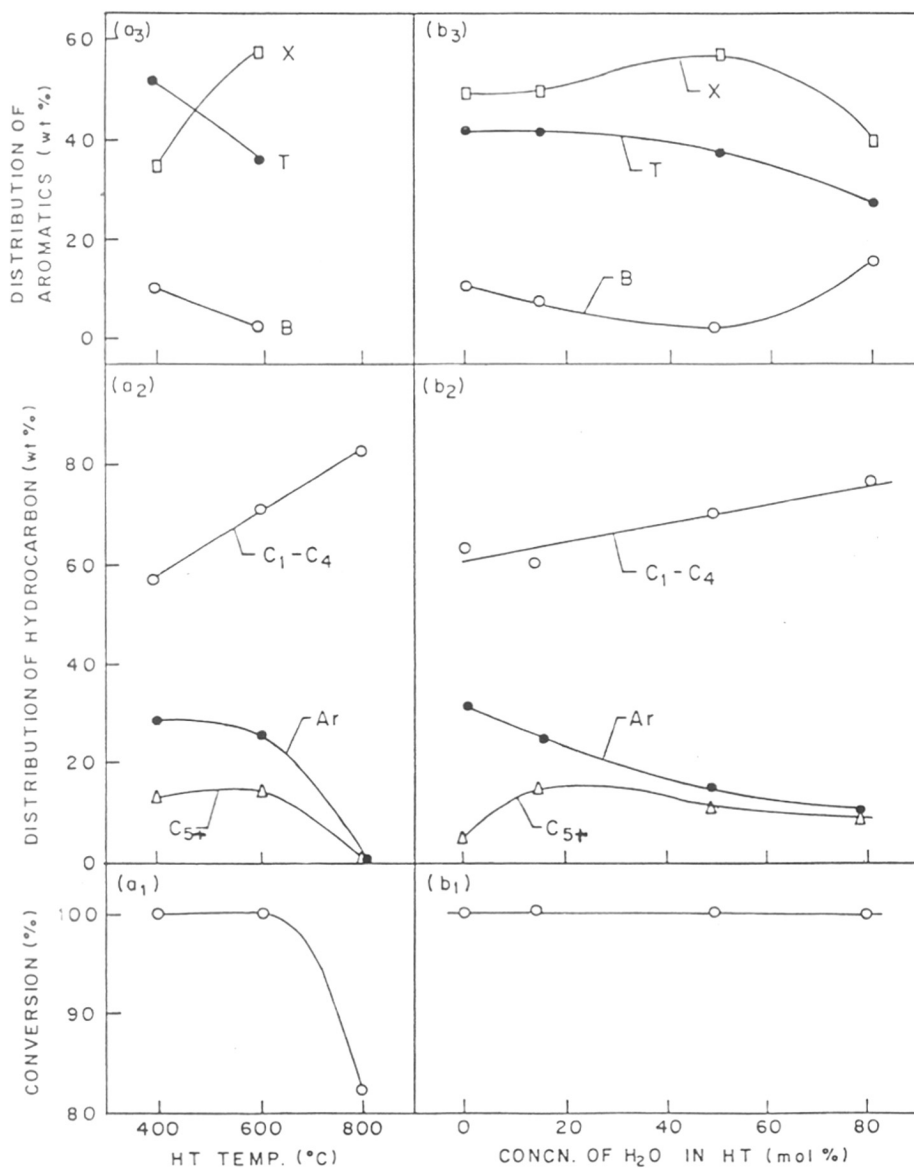 (a3)
(b3)
DISTRIBUTION OF
AROMATICS (wt %)
60
40
20
0
X
T
B
X
T
B
(a2)
(b2)
DISTRIBUTION OF HYDROCARBON (wt %)
80
60
40
20
0
C1-C4
Ar
C5+
C1-C4
Ar
C5+
(a1)
(b1)
CONVERSION (%)
100
90
80
400 600 800
0 20 40 60 80
HT TEMP. (°C)
CONCN. OF H2O IN HT (mol %)